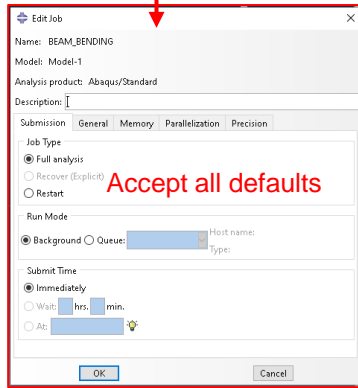 Edit Job
Name: BEAM_BENDING
Model: Model-1
Analysis product: Abaqus/Standard
Description:
Submission General Memory Parallelization Precision
Job Type
Full analysis
Recover (Explicit)
Restart
Accept all defaults
Run Mode
Background Queue: Host name:
Type:
Submit Time
Immediately
Wait: hrs. min.
At:
OK Cancel